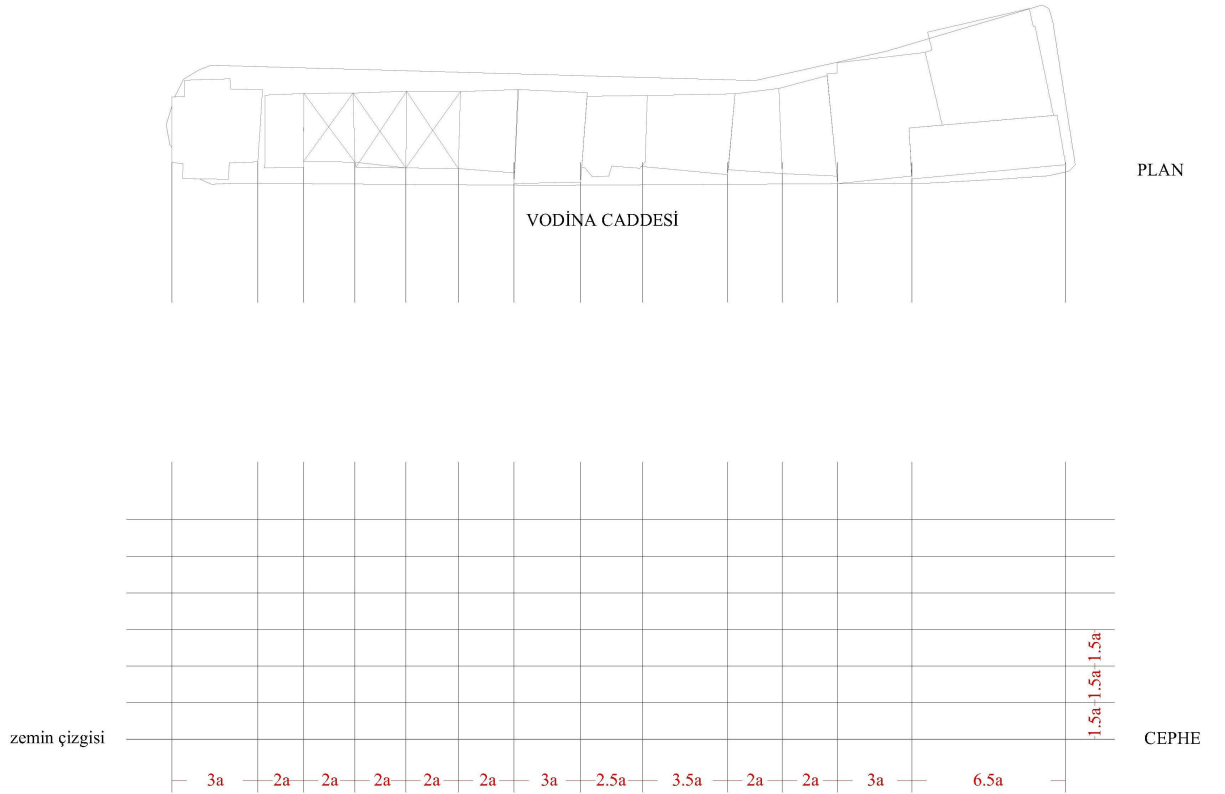 PLAN
VODİNA CADDESİ
1.5a
1.5a
1.5a
zemin çizgisi
CEPHE
3a 2a 2a 2a 2a 2a 3a 2.5a 3.5a 2a 2a 3a 6.5a